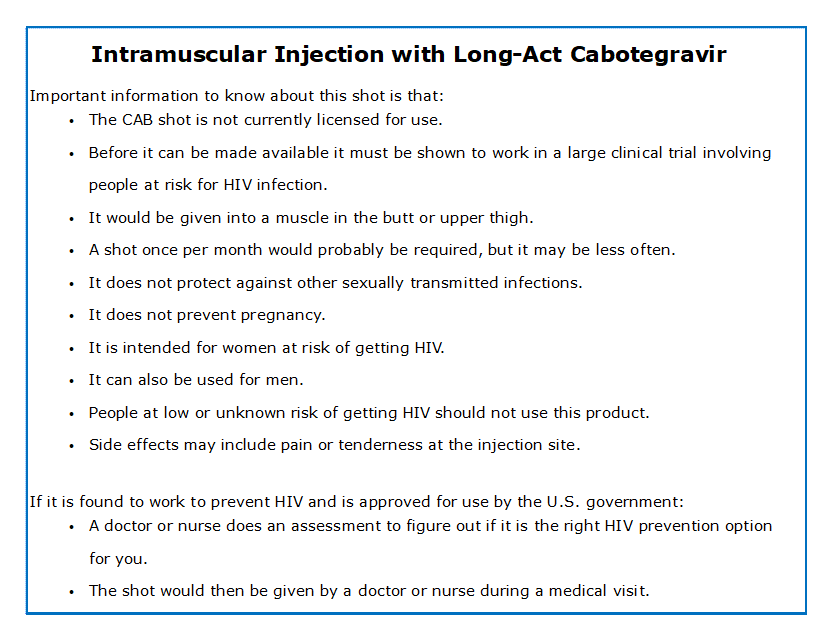 Intramuscular Injection with Long-Act Cabotegravir
Important information to know about this shot is that:
• The CAB shot is not currently licensed for use.
• Before it can be made available it must be shown to work in a large clinical trial involving
people at risk for HIV infection.
• It would be given into a muscle in the butt or upper thigh.
• A shot once per month would probably be required, but it may be less often.
• It does not protect against other sexually transmitted infections.
• It does not prevent pregnancy.
• It is intended for women at risk of getting HIV.
• It can also be used for men.
• People at low or unknown risk of getting HIV should not use this product.
• Side effects may include pain or tenderness at the injection site.
If it is found to work to prevent HIV and is approved for use by the U.S. government:
• A doctor or nurse does an assessment to figure out if it is the right HIV prevention option
for you.
• The shot would then be given by a doctor or nurse during a medical visit.